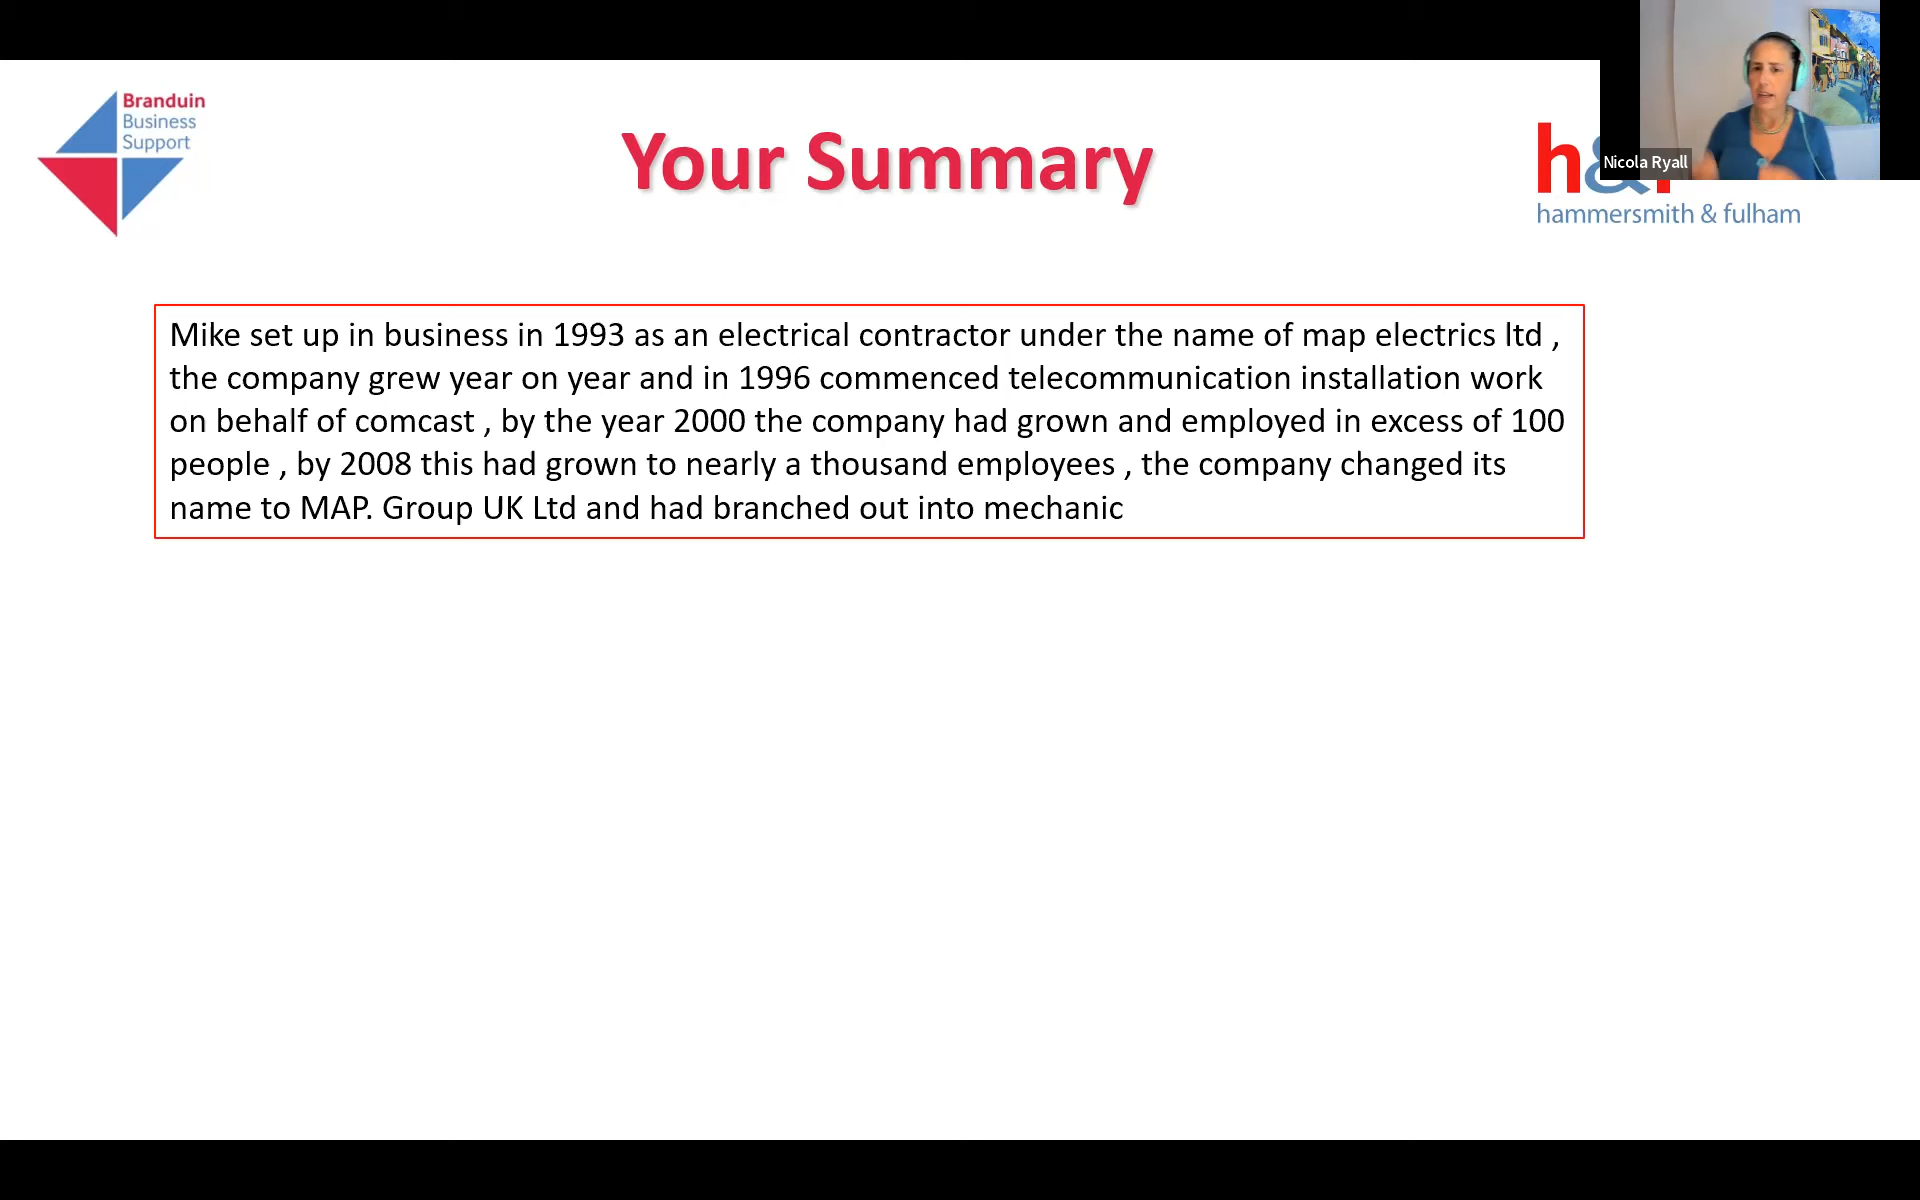 Branduin
Business
Support
Your Summary
h&
hammersmith & fulham
Nicola Ryall
Mike set up in business in 1993 as an electrical contractor under the name of map electrics ltd ,
the company grew year on year and in 1996 commenced telecommunication installation work
on behalf of comcast , by the year 2000 the company had grown and employed in excess of 100
people , by 2008 this had grown to nearly a thousand employees , the company changed its
name to MAP. Group UK Ltd and had branched out into mechanic